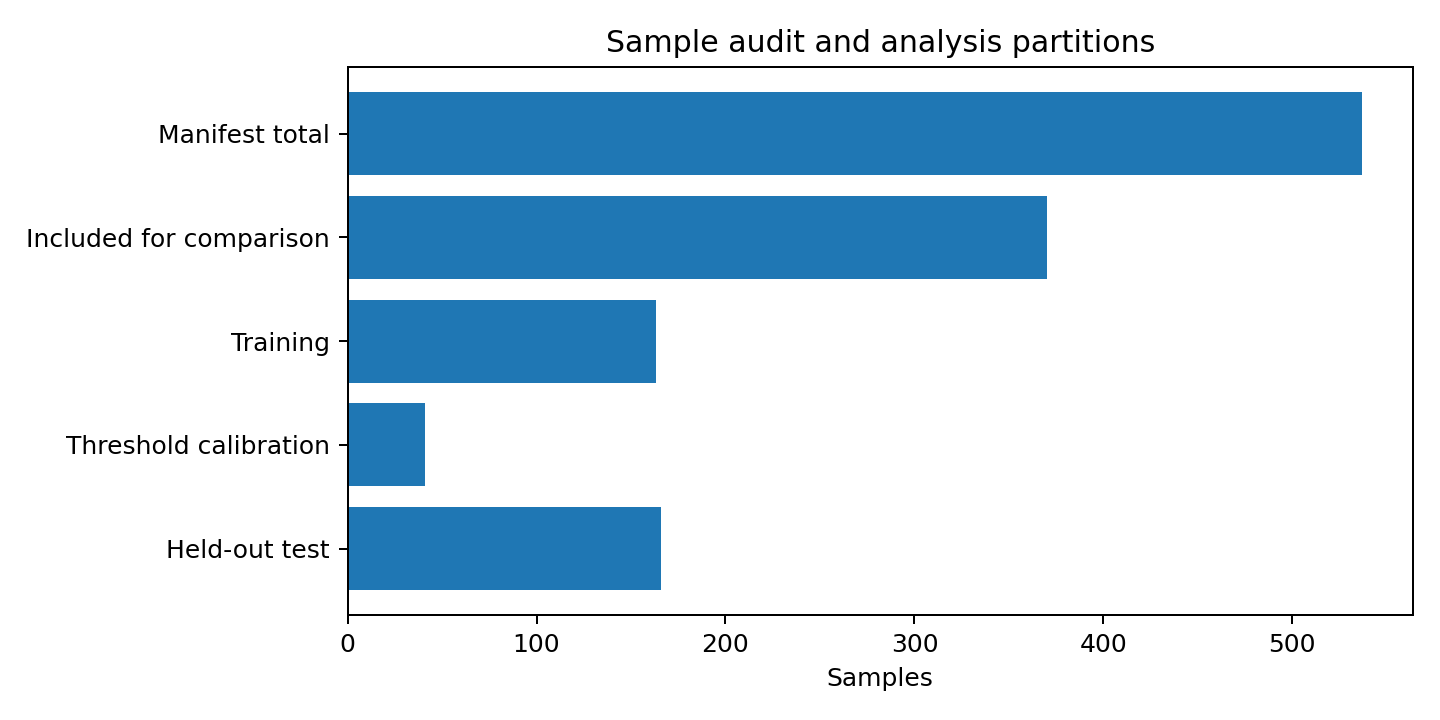 Sample audit and analysis partitions
Manifest total
Included for comparison
Training
Threshold calibration
Held-out test
0 100 200 300 400 500
Samples